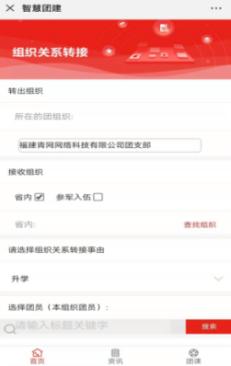 智慧团建
组织关系转接
转出组织
所在的团组织:
福建青网网络科技有限公司团支部
接收组织
省内 参军入伍
省内: 查找组织
请选择组织关系转接事由
升学
选择团员（本组织团员）:
请输入标题关键字 搜索
首页 资讯 团课